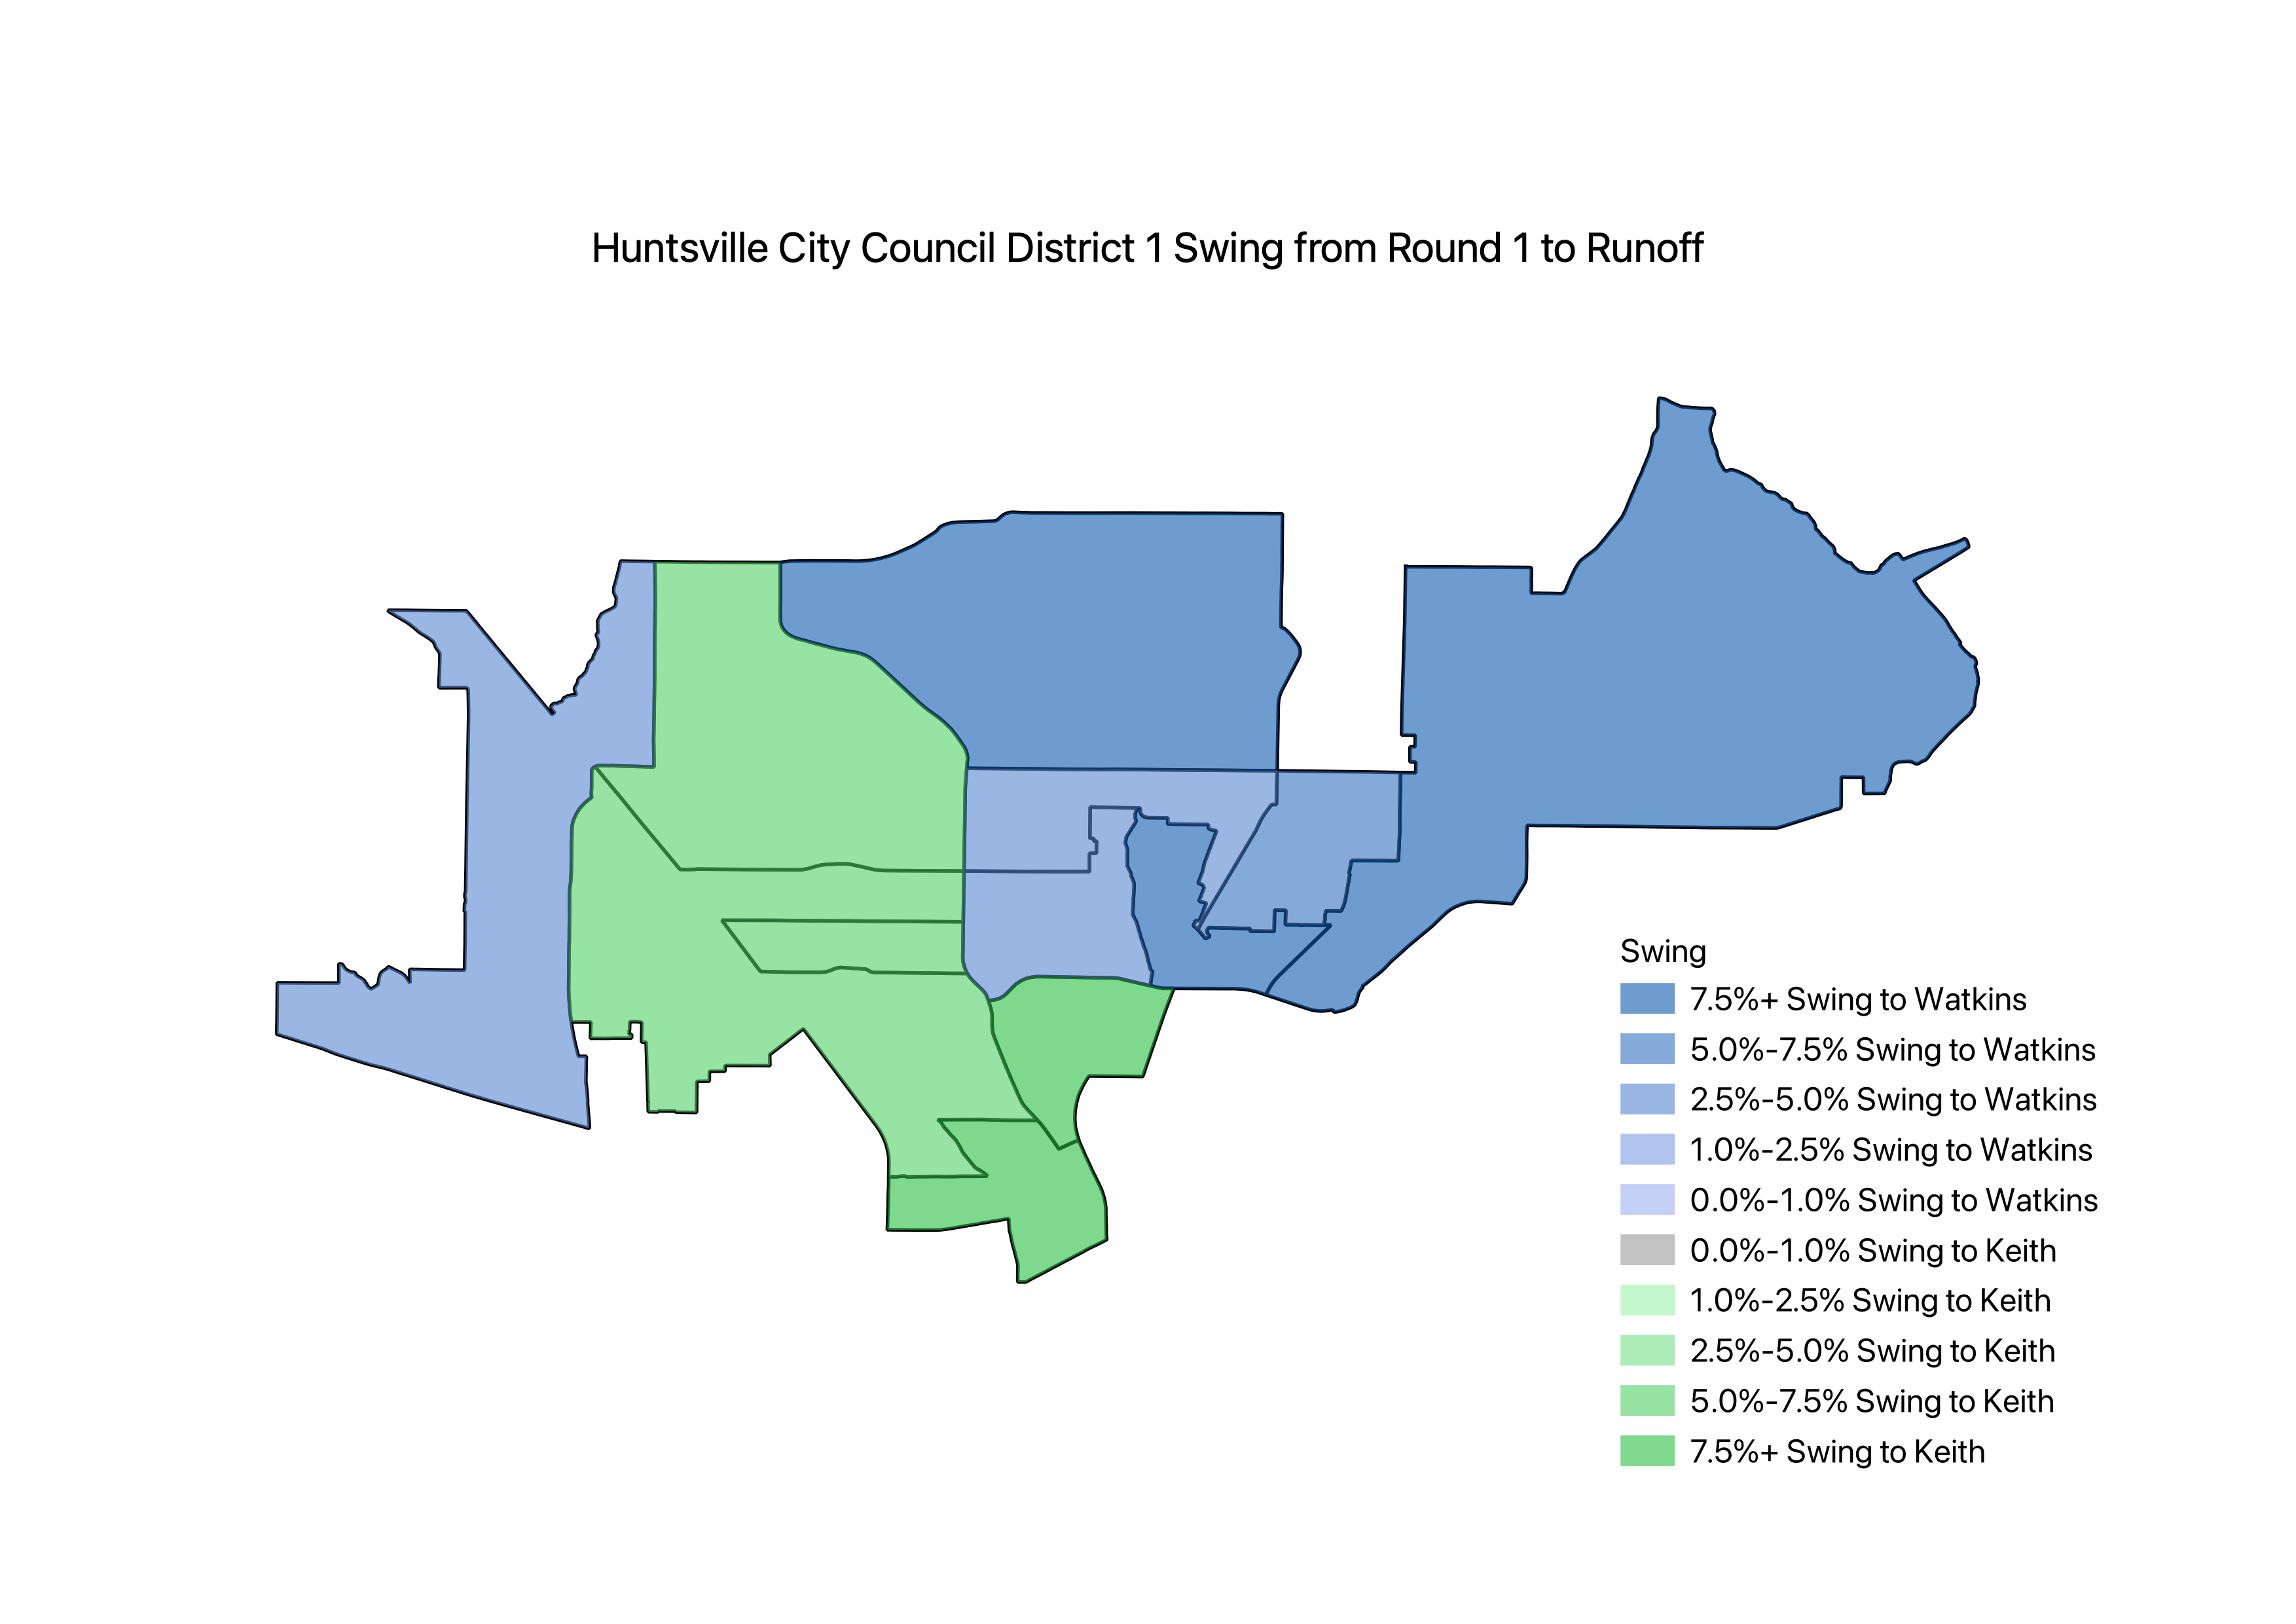 Huntsville City Council District 1 Swing from Round 1 to Runoff
Swing
7.5%+ Swing to Watkins
5.0%-7.5% Swing to Watkins
2.5%-5.0% Swing to Watkins
1.0%-2.5% Swing to Watkins
0.0%-1.0% Swing to Watkins
0.0%-1.0% Swing to Keith
1.0%-2.5% Swing to Keith
2.5%-5.0% Swing to Keith
5.0%-7.5% Swing to Keith
7.5%+ Swing to Keith